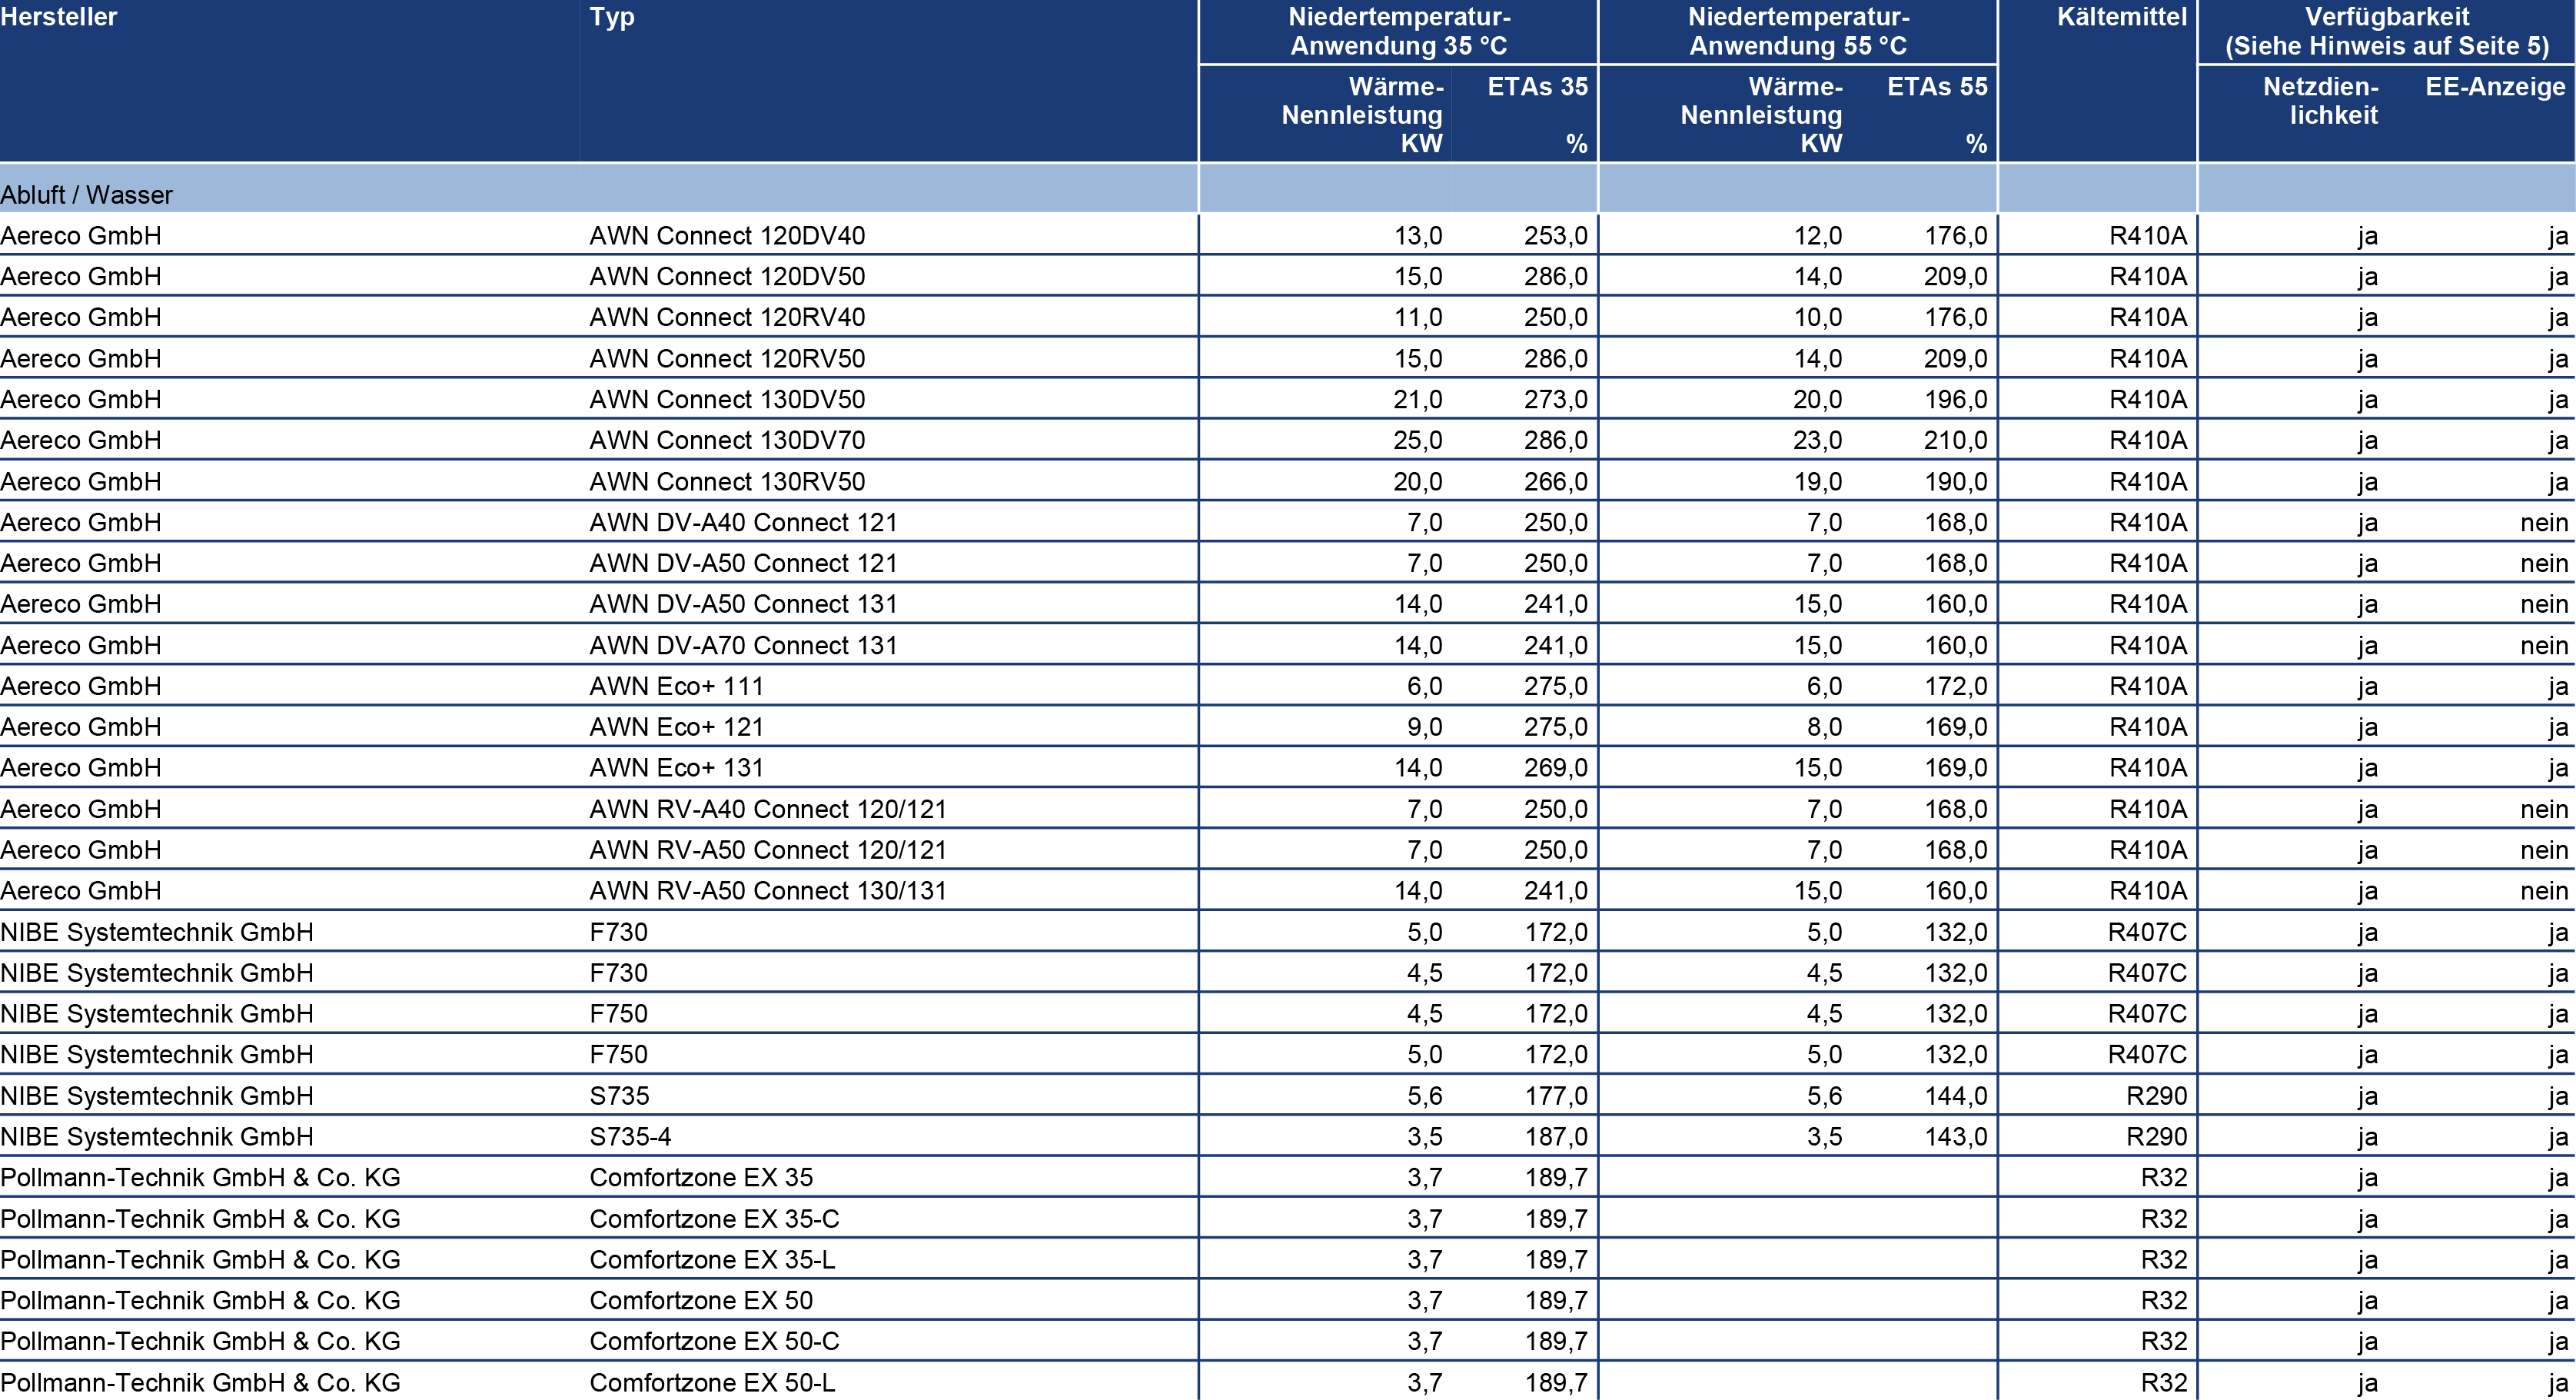 Hersteller Typ Niedertemperatur- Niedertemperatur- Kältemittel Verfügbarkeit
Anwendung 35 °C Anwendung 55 °C (Siehe Hinweis auf Seite 5)
Wärme- ETAs 35 Wärme- ETAs 55 Netzdien- EE-Anzeige
Nennleistung Nennleistung lichkeit
KW % KW %
Abluft / Wasser
Aereco GmbH AWN Connect 120DV40 13,0 253,0 12,0 176,0 R410A ja ja
Aereco GmbH AWN Connect 120DV50 15,0 286,0 14,0 209,0 R410A ja ja
Aereco GmbH AWN Connect 120RV40 11,0 250,0 10,0 176,0 R410A ja ja
Aereco GmbH AWN Connect 120RV50 15,0 286,0 14,0 209,0 R410A ja ja
Aereco GmbH AWN Connect 130DV50 21,0 273,0 20,0 196,0 R410A ja ja
Aereco GmbH AWN Connect 130DV70 25,0 286,0 23,0 210,0 R410A ja ja
Aereco GmbH AWN Connect 130RV50 20,0 266,0 19,0 190,0 R410A ja ja
Aereco GmbH AWN DV-A40 Connect 121 7,0 250,0 7,0 168,0 R410A ja nein
Aereco GmbH AWN DV-A50 Connect 121 7,0 250,0 7,0 168,0 R410A ja nein
Aereco GmbH AWN DV-A50 Connect 131 14,0 241,0 15,0 160,0 R410A ja nein
Aereco GmbH AWN DV-A70 Connect 131 14,0 241,0 15,0 160,0 R410A ja nein
Aereco GmbH AWN Eco+ 111 6,0 275,0 6,0 172,0 R410A ja ja
Aereco GmbH AWN Eco+ 121 9,0 275,0 8,0 169,0 R410A ja ja
Aereco GmbH AWN Eco+ 131 14,0 269,0 15,0 169,0 R410A ja ja
Aereco GmbH AWN RV-A40 Connect 120/121 7,0 250,0 7,0 168,0 R410A ja nein
Aereco GmbH AWN RV-A50 Connect 120/121 7,0 250,0 7,0 168,0 R410A ja nein
Aereco GmbH AWN RV-A50 Connect 130/131 14,0 241,0 15,0 160,0 R410A ja nein
NIBE Systemtechnik GmbH F730 5,0 172,0 5,0 132,0 R407C ja ja
NIBE Systemtechnik GmbH F730 4,5 172,0 4,5 132,0 R407C ja ja
NIBE Systemtechnik GmbH F750 4,5 172,0 4,5 132,0 R407C ja ja
NIBE Systemtechnik GmbH F750 5,0 172,0 5,0 132,0 R407C ja ja
NIBE Systemtechnik GmbH S735 5,6 177,0 5,6 144,0 R290 ja ja
NIBE Systemtechnik GmbH S735-4 3,5 187,0 3,5 143,0 R290 ja ja
Pollmann-Technik GmbH & Co. KG Comfortzone EX 35 3,7 189,7 R32 ja ja
Pollmann-Technik GmbH & Co. KG Comfortzone EX 35-C 3,7 189,7 R32 ja ja
Pollmann-Technik GmbH & Co. KG Comfortzone EX 35-L 3,7 189,7 R32 ja ja
Pollmann-Technik GmbH & Co. KG Comfortzone EX 50 3,7 189,7 R32 ja ja
Pollmann-Technik GmbH & Co. KG Comfortzone EX 50-C 3,7 189,7 R32 ja ja
Pollmann-Technik GmbH & Co. KG Comfortzone EX 50-L 3,7 189,7 R32 ja ja